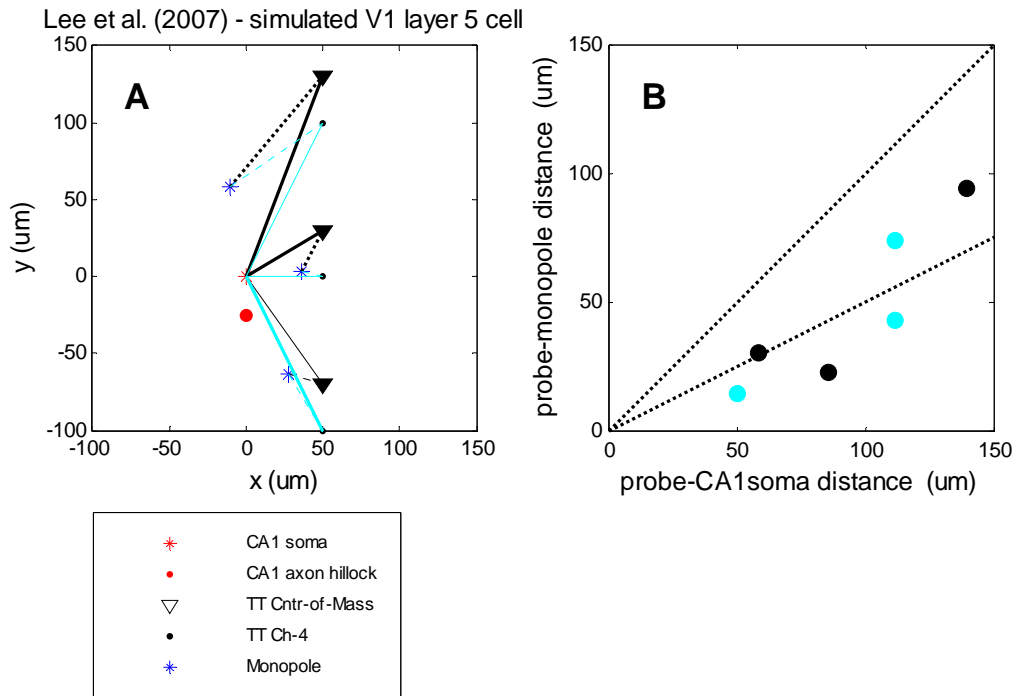 Lee et al. (2007) - simulated V1 layer 5 cell
A
150
100
50
0
-50
-100
-100
-50
0
50
100
150
y (um)
x (um)
B
150
100
50
0
0
50
100
150
probe-monopole distance (um)
probe-CA1soma distance (um)
CA1 soma
CA1 axon hillock
TT Cntr-of-Mass
TT Ch-4
Monopole